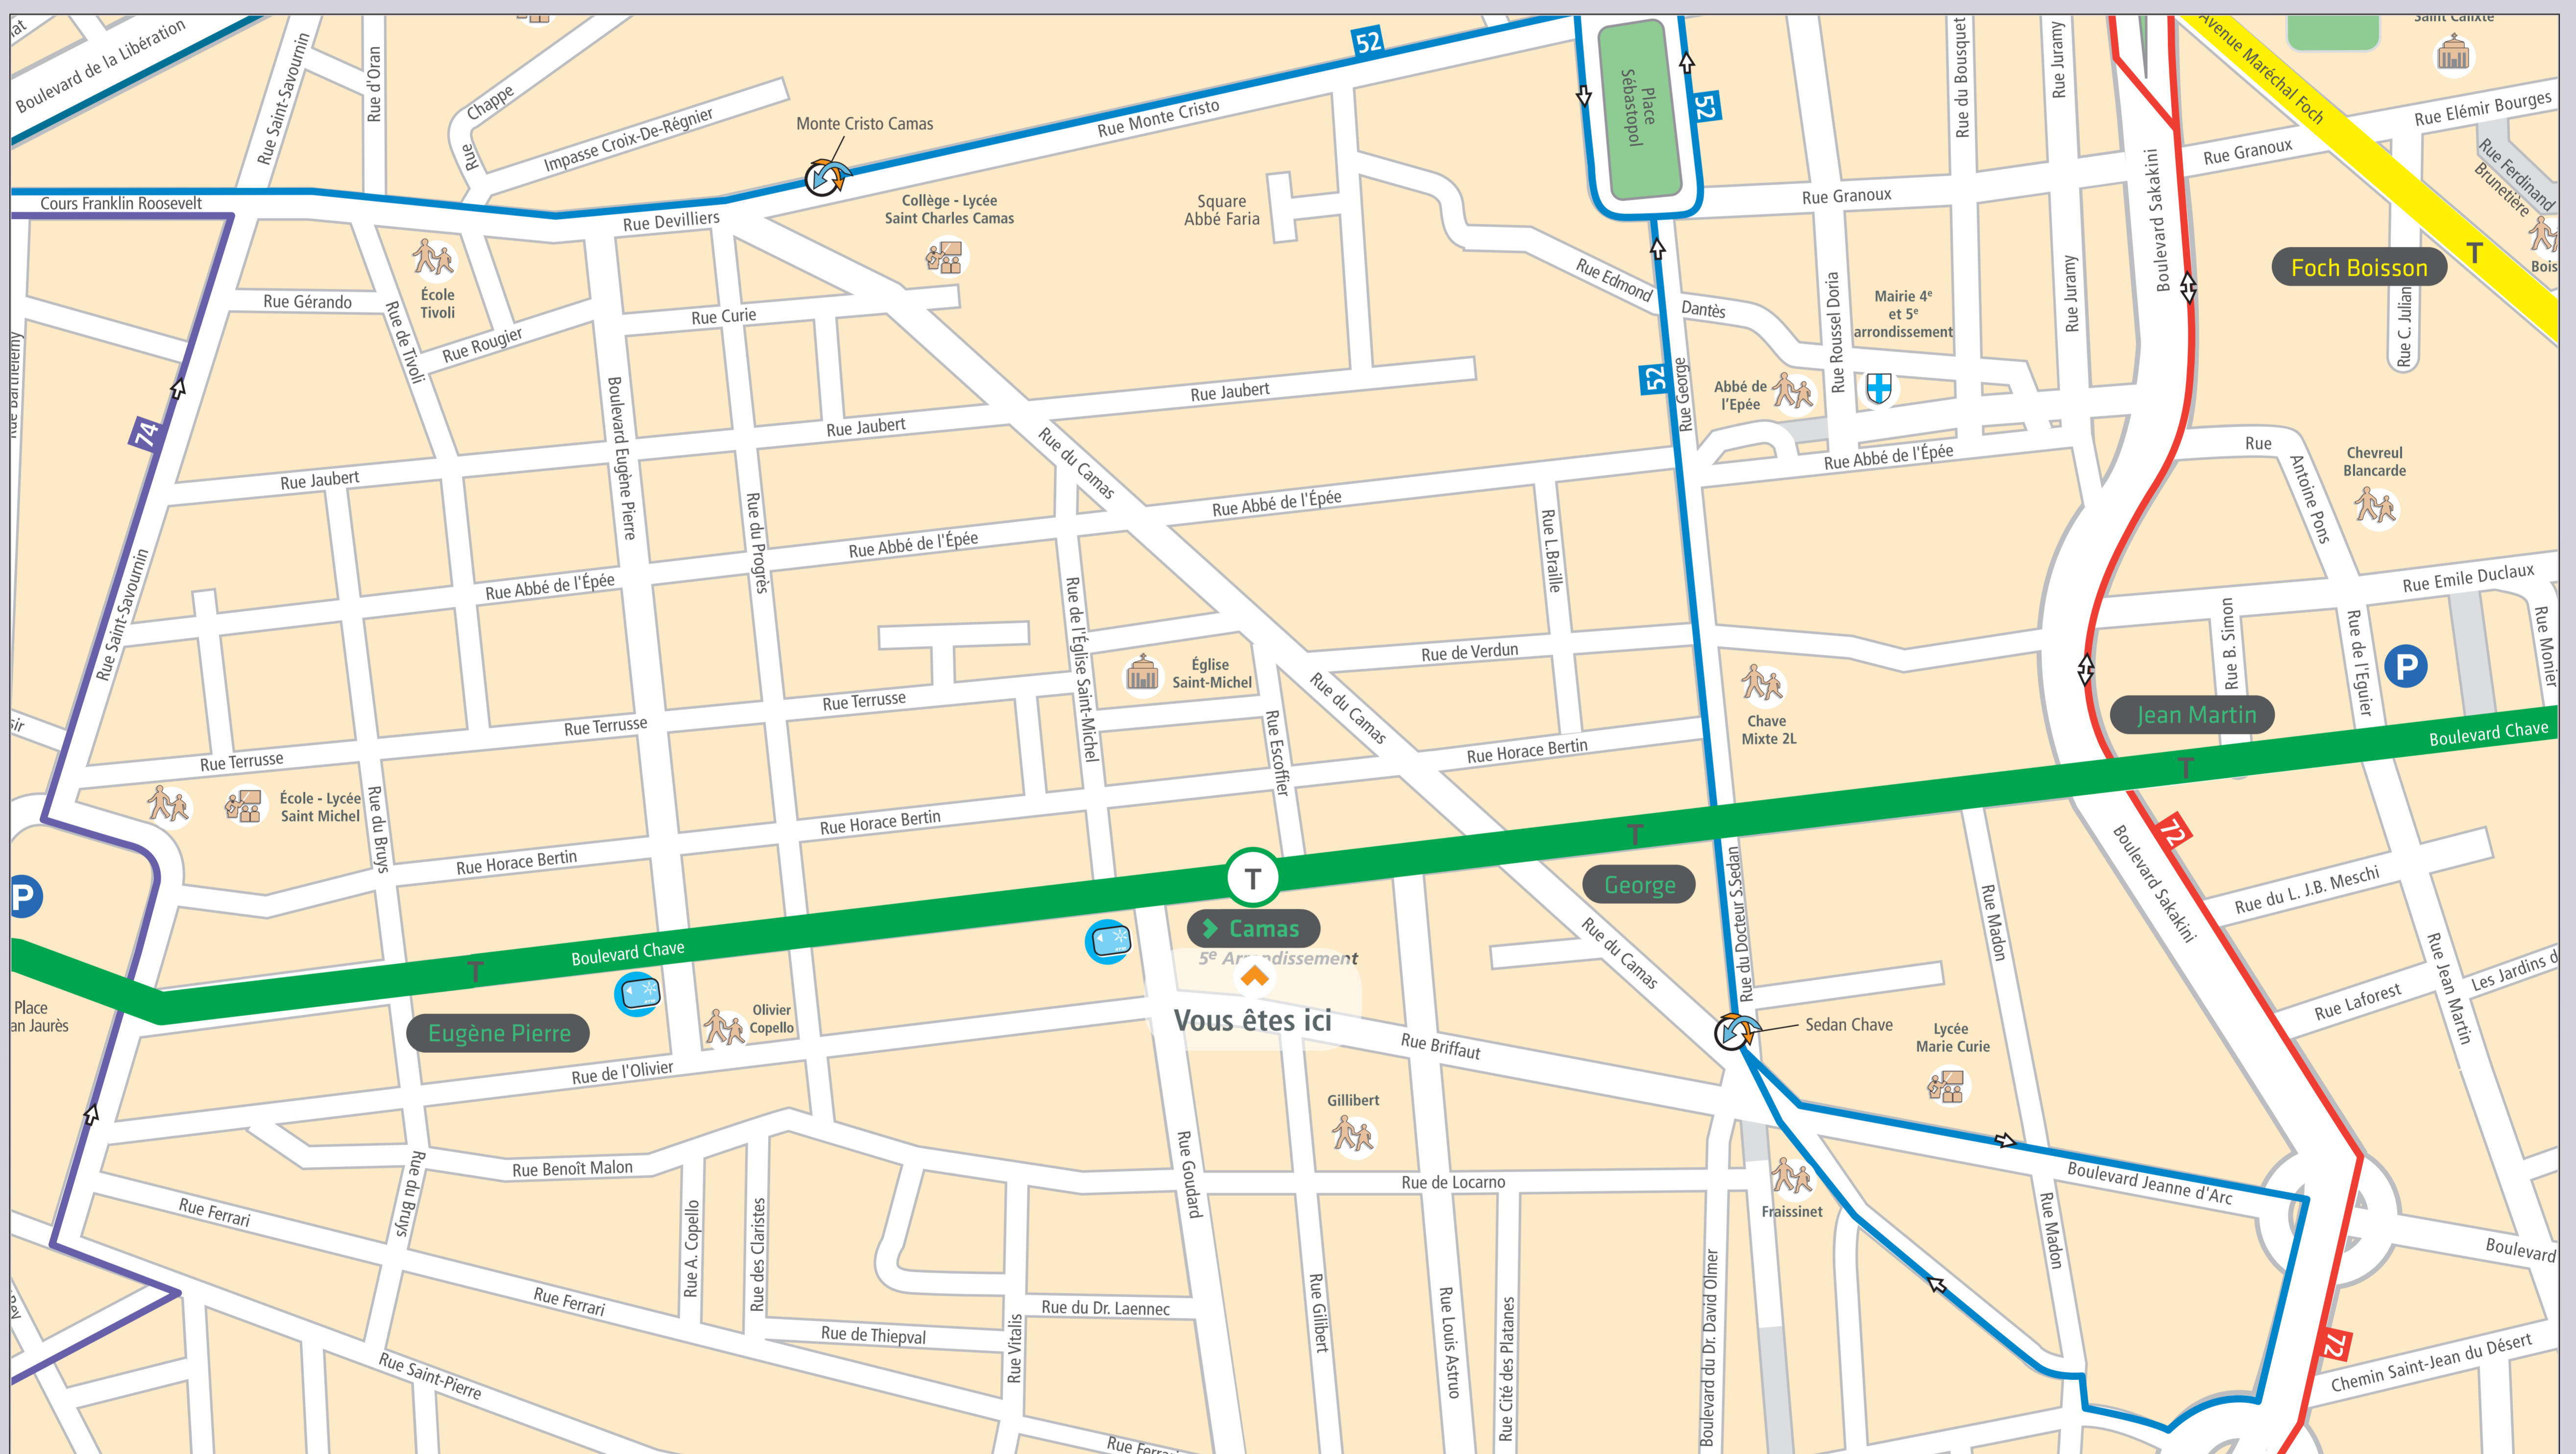 Boulevard de la Libération
Rue Saint-Savournin
Rue d'Oran
Rue
Chappe
Impasse Croix-De-Régnier
Monte Cristo Camas
Rue Monte Cristo
52
Place
Sébastopol
52
Rue du Bousquet
Rue Juramy
Boulevard Sakakini
Avenue Maréchal Foch
Saint Calixte
Rue Elémir Bourges
Rue Granoux
Rue Granoux
Rue Ferdinand
Brunetière
Cours Franklin Roosevelt
Rue Devilliers
Collège - Lycée
Saint Charles Camas
Square
Abbé Faria
T
Foch Boisson
Bois
École
Tivoli
Rue Gérando
Rue de Tivoli
Rue Rougier
Rue Curie
Rue Edmond
Dantès
Rue Roussel Doria
Mairie 4e
et 5e
arrondissement
Rue Juramy
Rue C. Julian
Rue Barthélemy
74
Boulevard Eugène Pierre
Rue Jaubert
Rue Jaubert
Rue Jaubert
52
Rue George
Abbé de
l'Epée
Rue Abbé de l'Épée
Rue
Antoine Pons
Chevreul
Blancarde
Rue du Camas
Rue du Progrès
Rue Abbé de l'Épée
Rue Abbé de l'Épée
Rue Abbé de l'Épée
Rue L.Braille
Rue Saint-Savournin
Rue de l'Église Saint-Michel
Église
Saint-Michel
Rue de Verdun
Rue Emile Duclaux
Rue B. Simon
Rue de l'Eguier
P
Rue Monier
Rue Terrusse
Rue Terrusse
Rue Terrusse
Rue Escoffier
Rue du Camas
Rue Horace Bertin
Chave
Mixte 2L
Jean Martin
T
Boulevard Chave
École - Lycée
Saint Michel
Rue du Bruys
Rue Horace Bertin
Rue Horace Bertin
P
T
George
T
Camas
5e Arrondissement
Vous êtes ici
Boulevard Chave
T
Eugène Pierre
Place
an Jaurès
Olivier
Copello
Rue de l'Olivier
Rue Briffaut
Rue du Camas
Rue du Docteur S.Sedan
Sedan Chave
Rue Madon
Lycée
Marie Curie
72
Boulevard Sakakini
Rue du L. J.B. Meschi
Rue Laforest
Rue Jean Martin
Les Jardins d
Gillibert
Rue Benoît Malon
Rue du Bruys
Rue Goudard
Rue de Locarno
Fraissinet
Boulevard Jeanne d'Arc
Rue Madon
Boulevard
Rue Ferrari
Rue Ferrari
Rue A. Copello
Rue des Claristes
Rue du Dr. Laennec
Rue de Thiepval
Rue Vitalis
Rue Gilibert
Rue Louis Astruo
Rue Cité des Platanes
Boulevard du Dr. David Olmer
72
Chemin Saint-Jean du Désert
Rue Saint-Pierre
Rue Ferrari